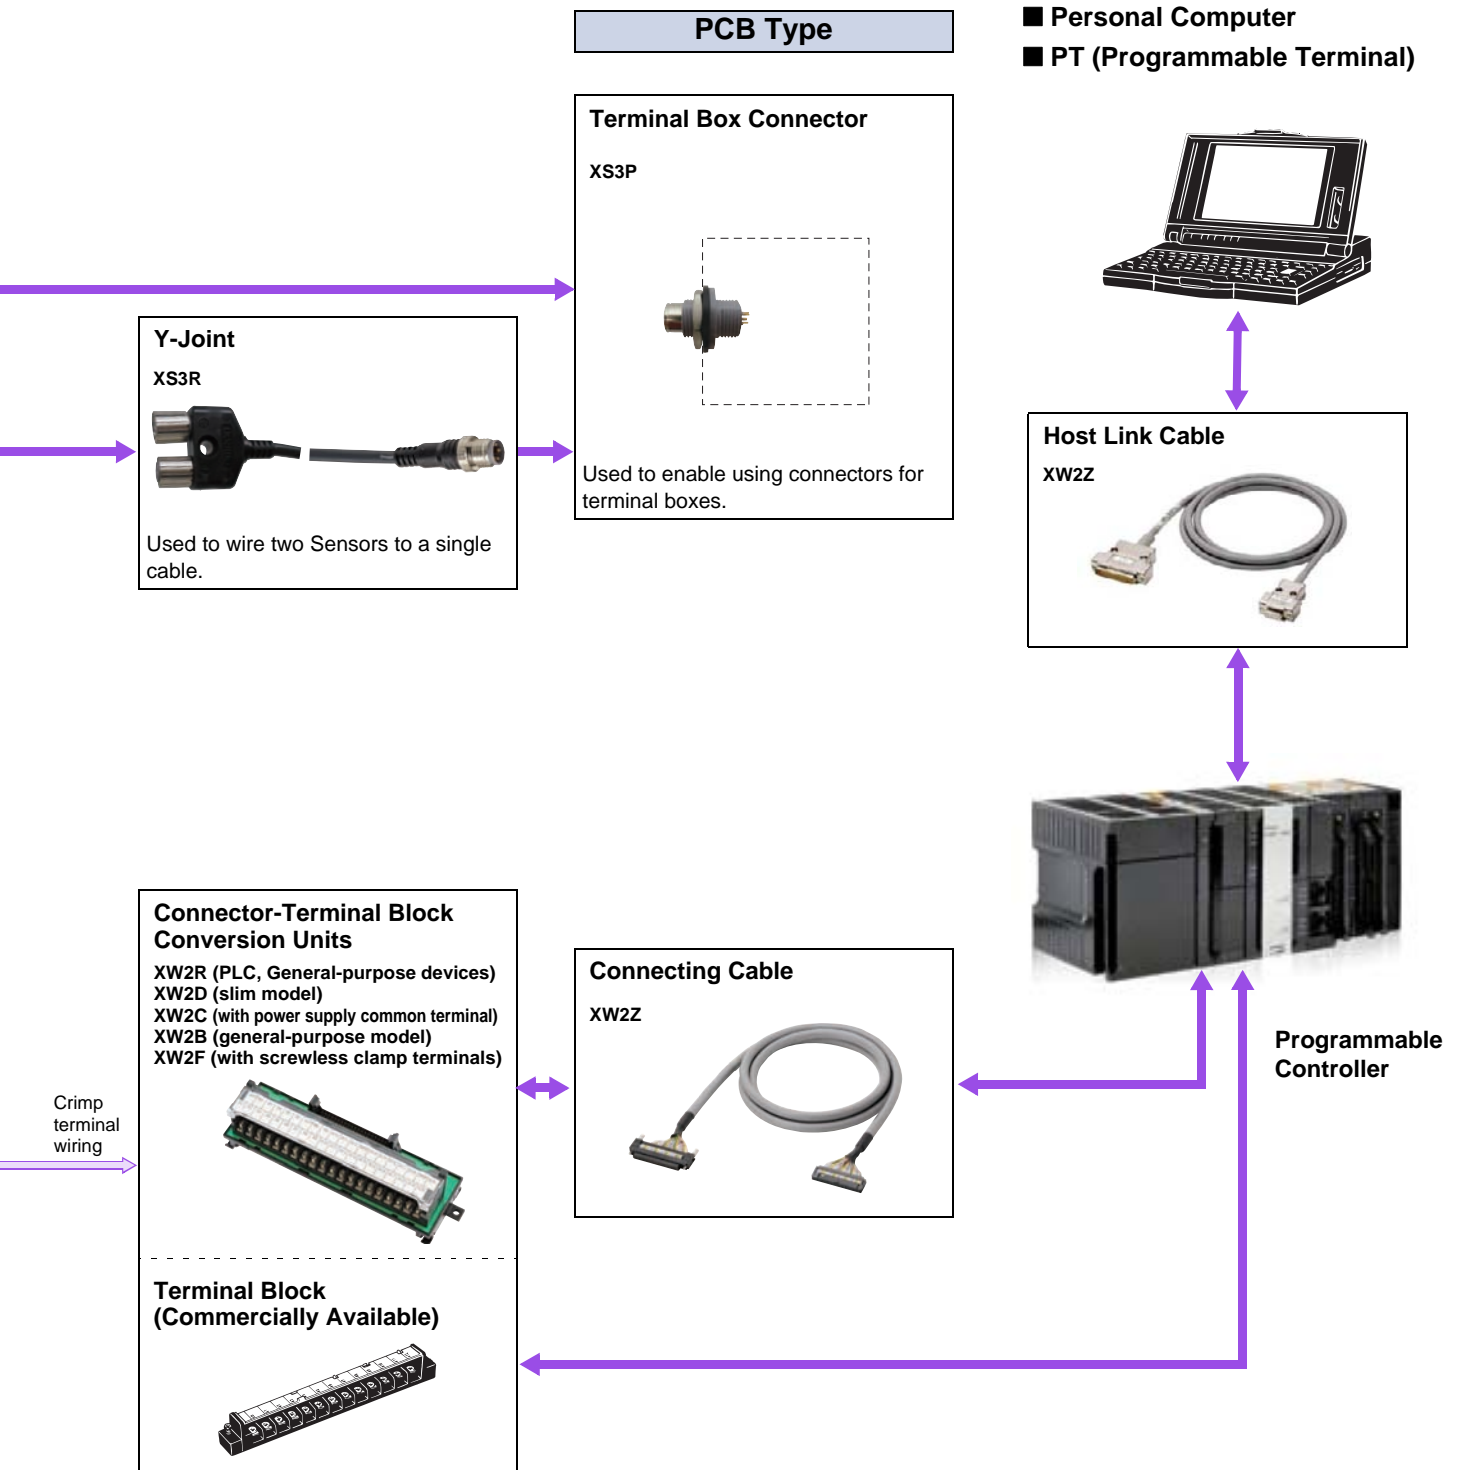 PCB Type
■ Personal Computer
■ PT (Programmable Terminal)
Terminal Box Connector
XS3P
Used to enable using connectors for
terminal boxes.
Y-Joint
XS3R
Used to wire two Sensors to a single
cable.
Host Link Cable
XW2Z
Programmable
Controller
Connector-Terminal Block
Conversion Units
XW2R (PLC, General-purpose devices)
XW2D (slim model)
XW2C (with power supply common terminal)
XW2B (general-purpose model)
XW2F (with screwless clamp terminals)
Connecting Cable
XW2Z
Crimp
terminal
wiring
Terminal Block
(Commercially Available)